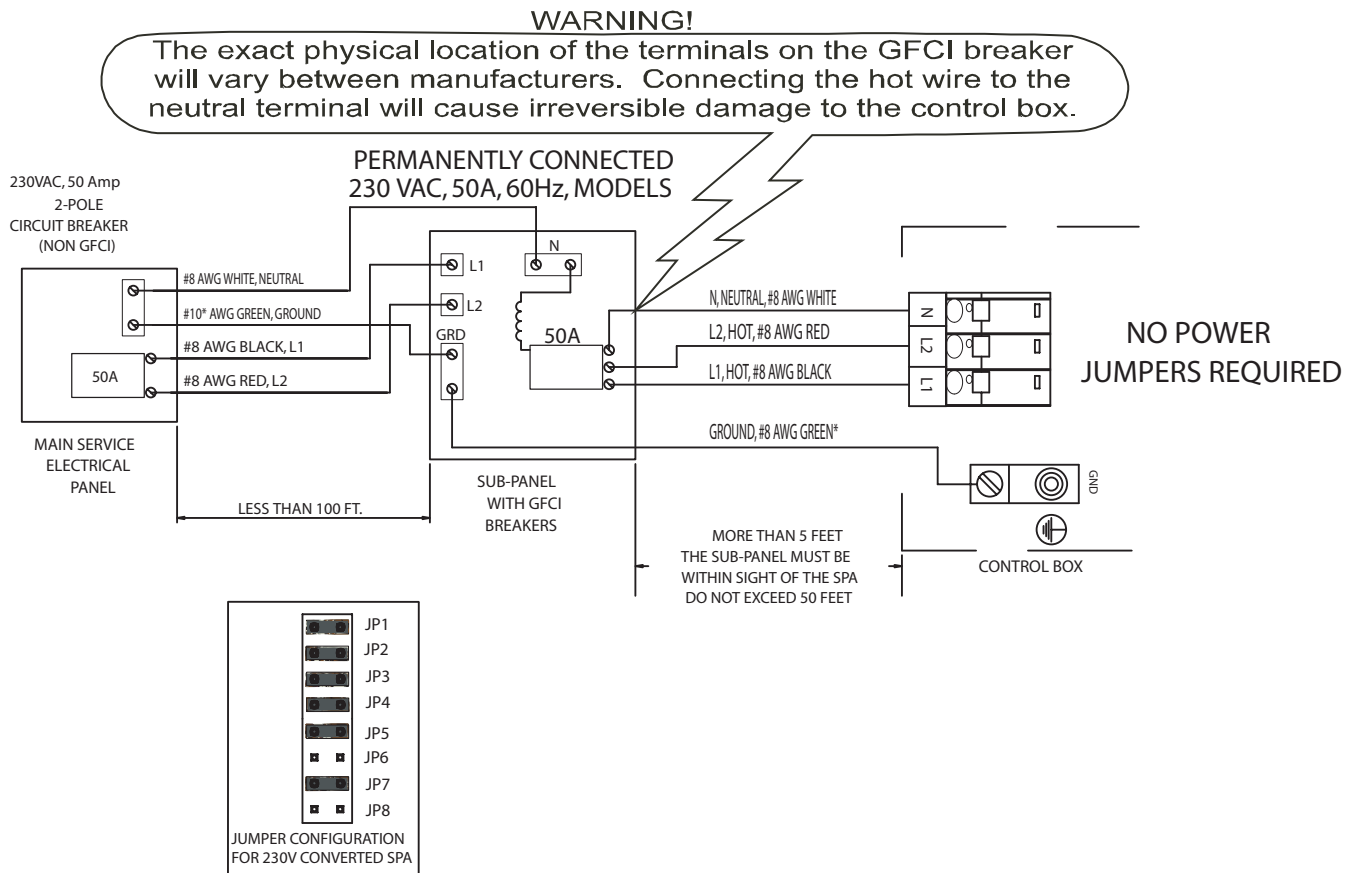 WARNING!
The exact physical location of the terminals on the GFCI breaker
will vary between manufacturers. Connecting the hot wire to the
neutral terminal will cause irreversible damage to the control box.
PERMANENTLY CONNECTED
230 VAC, 50A, 60Hz, MODELS
230VAC, 50 Amp
2-POLE
CIRCUIT BREAKER
(NON GFCI)
#8 AWG WHITE, NEUTRAL
#10* AWG GREEN, GROUND
#8 AWG BLACK, L1
#8 AWG RED, L2
50A
MAIN SERVICE
ELECTRICAL
PANEL
LESS THAN 100 FT.
L1
N
L2
GRD
50A
SUB-PANEL
WITH GFCI
BREAKERS
N, NEUTRAL, #8 AWG WHITE
L2, HOT, #8 AWG RED
L1, HOT, #8 AWG BLACK
GROUND, #8 AWG GREEN*
MORE THAN 5 FEET
THE SUB-PANEL MUST BE
WITHIN SIGHT OF THE SPA
DO NOT EXCEED 50 FEET
N
L2
L1
NO POWER
JUMPERS REQUIRED
GND
CONTROL BOX
JP1
JP2
JP3
JP4
JP5
JP6
JP7
JP8
JUMPER CONFIGURATION
FOR 230V CONVERTED SPA